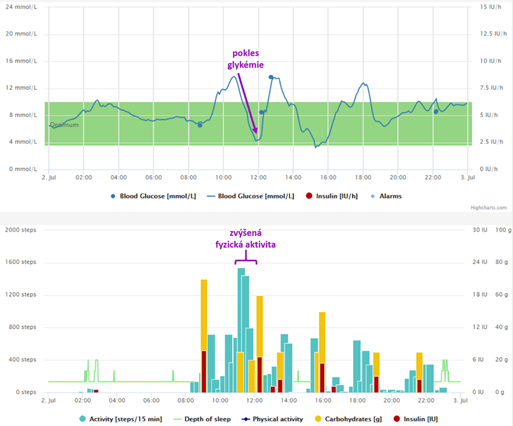 24 mmol/L
20 mmol/L
16 mmol/L
12 mmol/L
8 mmol/L
4 mmol/L
0 mmol/L
15 IU/h
12.5 IU/h
10 IU/h
7.5 IU/h
5 IU/h
2.5 IU/h
0 IU/h
pokles
glykémie
Optimum
2. Jul 02:00 04:00 06:00 08:00 10:00 12:00 14:00 16:00 18:00 20:00 22:00 3. Jul
Blood Glucose [mmol/L] Blood Glucose [mmol/L] Insulin [IU/h] Alarms
Highcharts.com
2000 steps
1600 steps
1200 steps
800 steps
400 steps
0 steps
30 IU 100 g
24 IU 80 g
18 IU 60 g
12 IU 40 g
6 IU 20 g
0 IU 0 g
zvýšená
fyzická aktivita
2. Jul 02:00 04:00 06:00 08:00 10:00 12:00 14:00 16:00 18:00 20:00 22:00 3. Jul
Activity [steps/15 min] Depth of sleep Physical activity Carbohydrates [g] Insulin [IU]